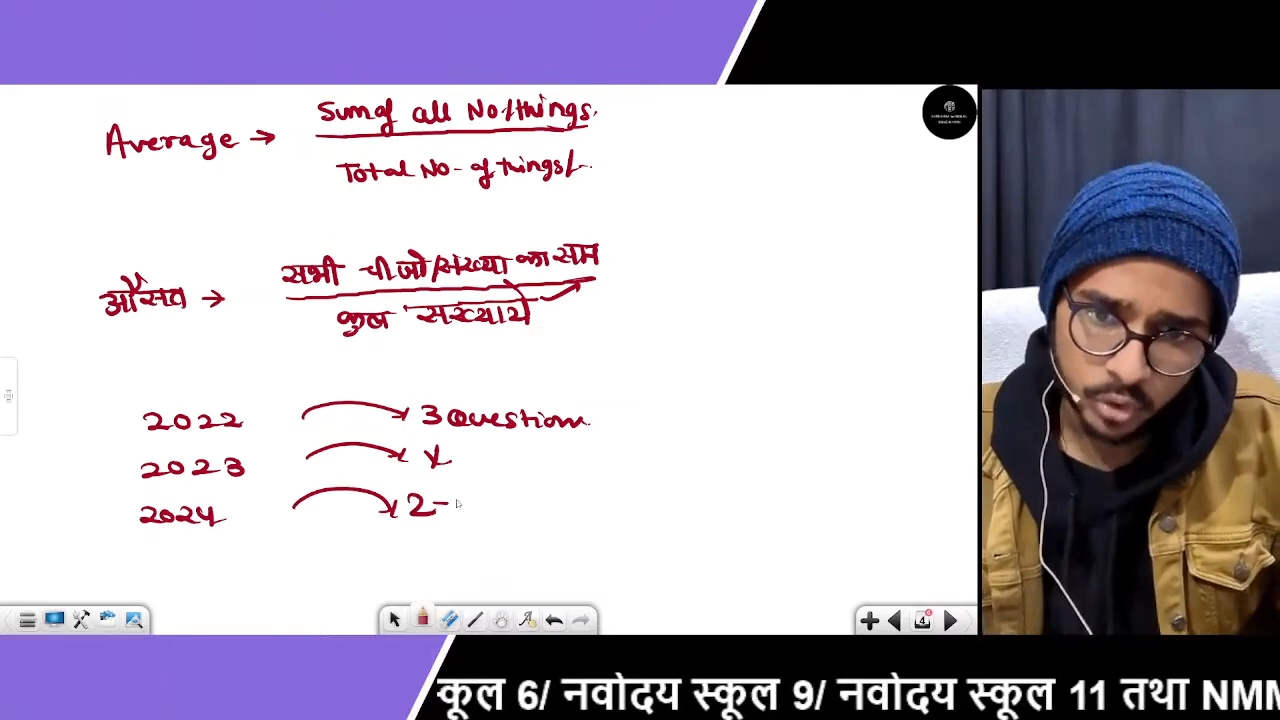 Average → Sum of all No/things.
Total No- of things/-.
औसत → सभी चीजो/संख्या का सम
कुल संख्याये
2022 3 Question.
2023 x
2024 2-
4
कूल 6/ नवोदय स्कूल 9/ नवोदय स्कूल 11 तथा NMM